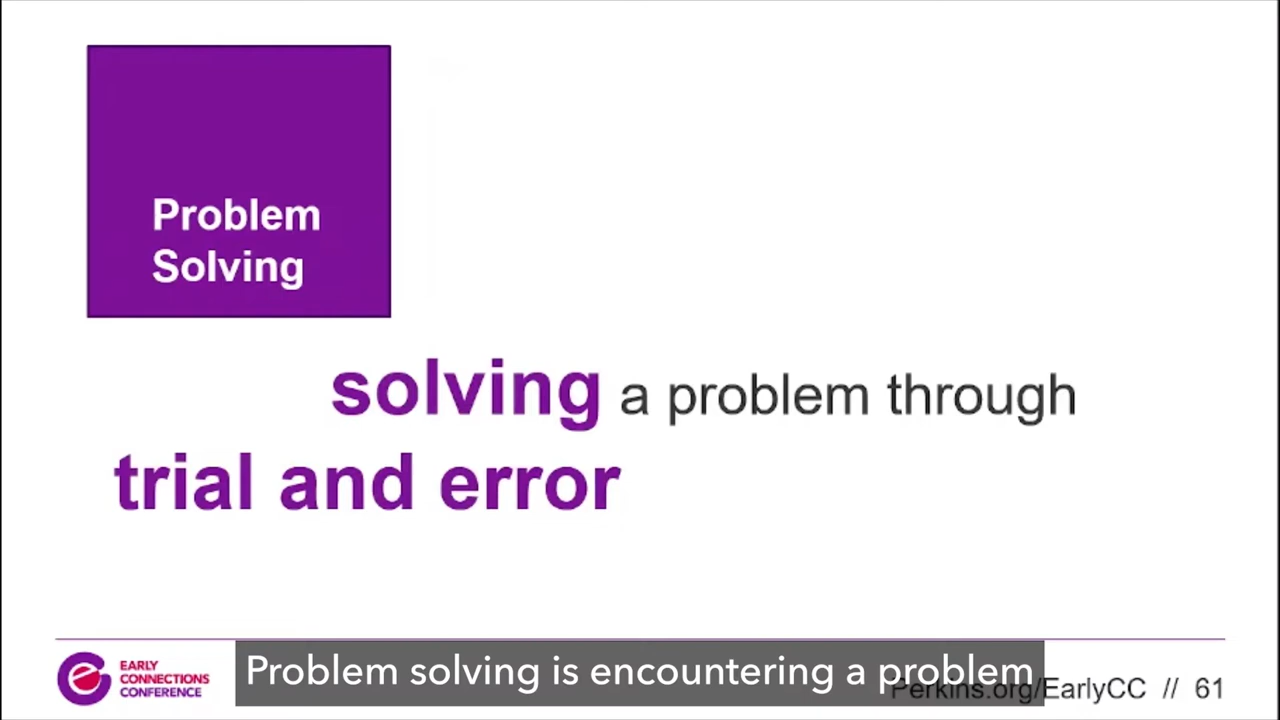 Problem
Solving
solving a problem through
trial and error
EARLY
CONNECTIONS
CONFERENCE
Problem solving is encountering a problem
Perkins.org/EarlyCC // 61